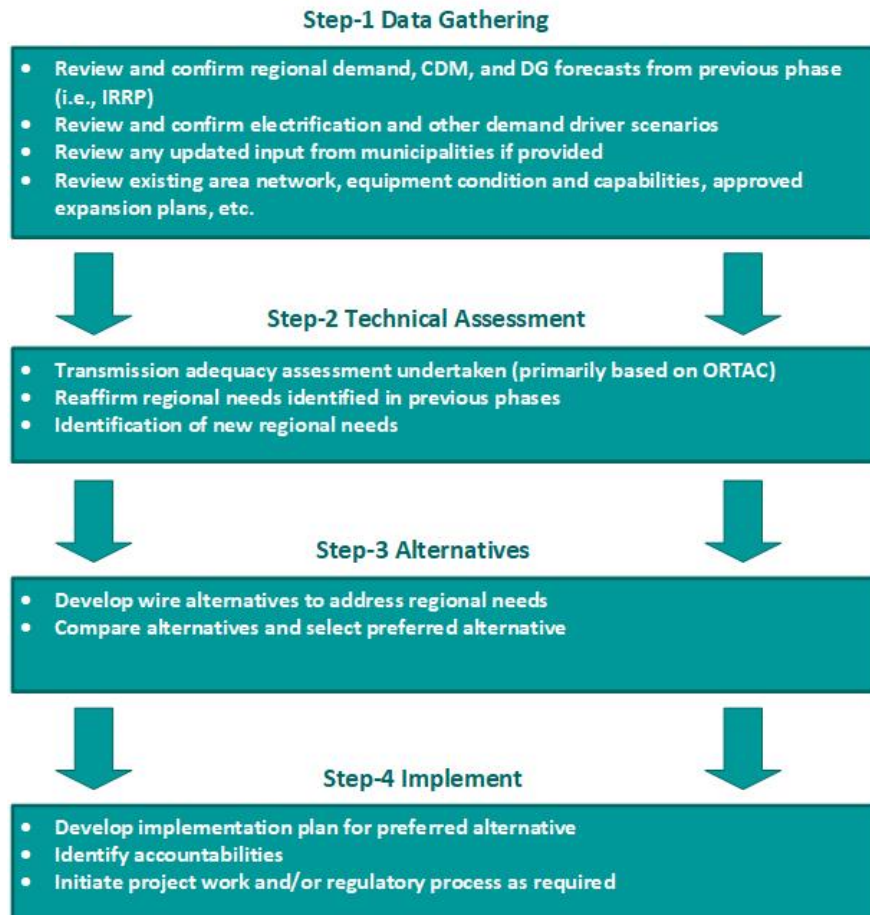 Step-1 Data Gathering
• Review and confirm regional demand, CDM, and DG forecasts from previous phase
(i.e., IRRP)
• Review and confirm electrification and other demand driver scenarios
• Review any updated input from municipalities if provided
• Review existing area network, equipment condition and capabilities, approved
expansion plans, etc.
Step-2 Technical Assessment
• Transmission adequacy assessment undertaken (primarily based on ORTAC)
• Reaffirm regional needs identified in previous phases
• Identification of new regional needs
Step-3 Alternatives
• Develop wire alternatives to address regional needs
• Compare alternatives and select preferred alternative
Step-4 Implement
• Develop implementation plan for preferred alternative
• Identify accountabilities
• Initiate project work and/or regulatory process as required